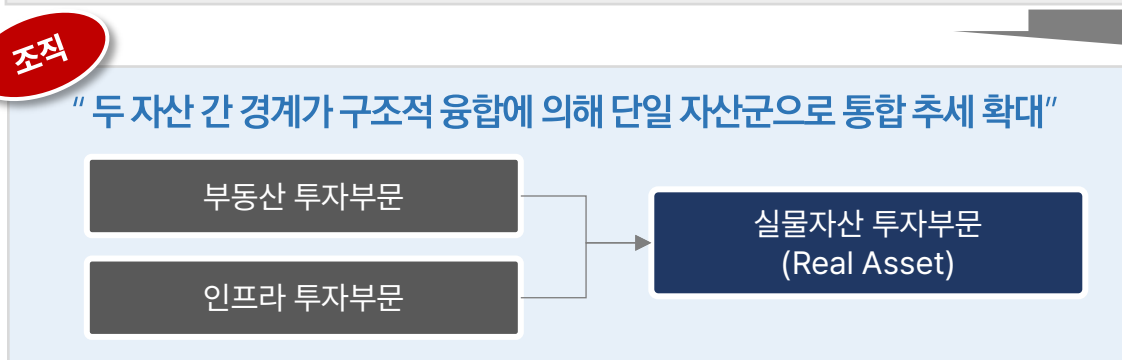 조직
“ 두 자산 간 경계가 구조적 융합에 의해 단일 자산군으로 통합 추세 확대”
부동산 투자부문
인프라 투자부문
실물자산 투자부문
(Real Asset)